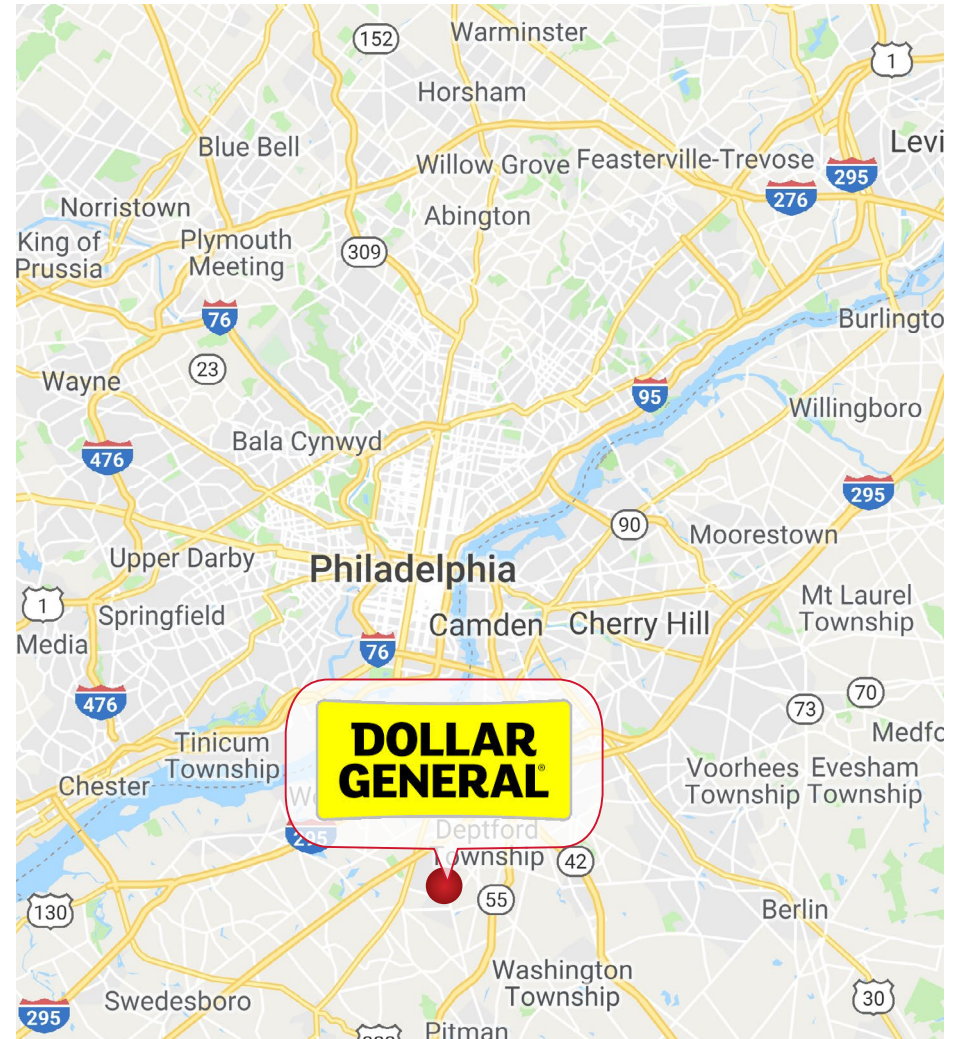 152
Warminster
1
Horsham
Blue Bell
Levi
Willow Grove
Feasterville-Trevose
295
276
Norristown
Abington
King of
Prussia
Plymouth
Meeting
309
76
Burlingto
23
Wayne
95
Willingboro
Bala Cynwyd
476
295
90
Moorestown
Upper Darby
Philadelphia
1
Springfield
Mt Laurel
Township
Camden
Cherry Hill
Media
76
476
70
73
DOLLAR
GENERAL®
Medfo
Tinicum
Township
Voorhees
Township
Evesham
Township
Chester
295
Deptford
Township
42
55
130
Berlin
Washington
Township
30
Swedesboro
295
Pitman